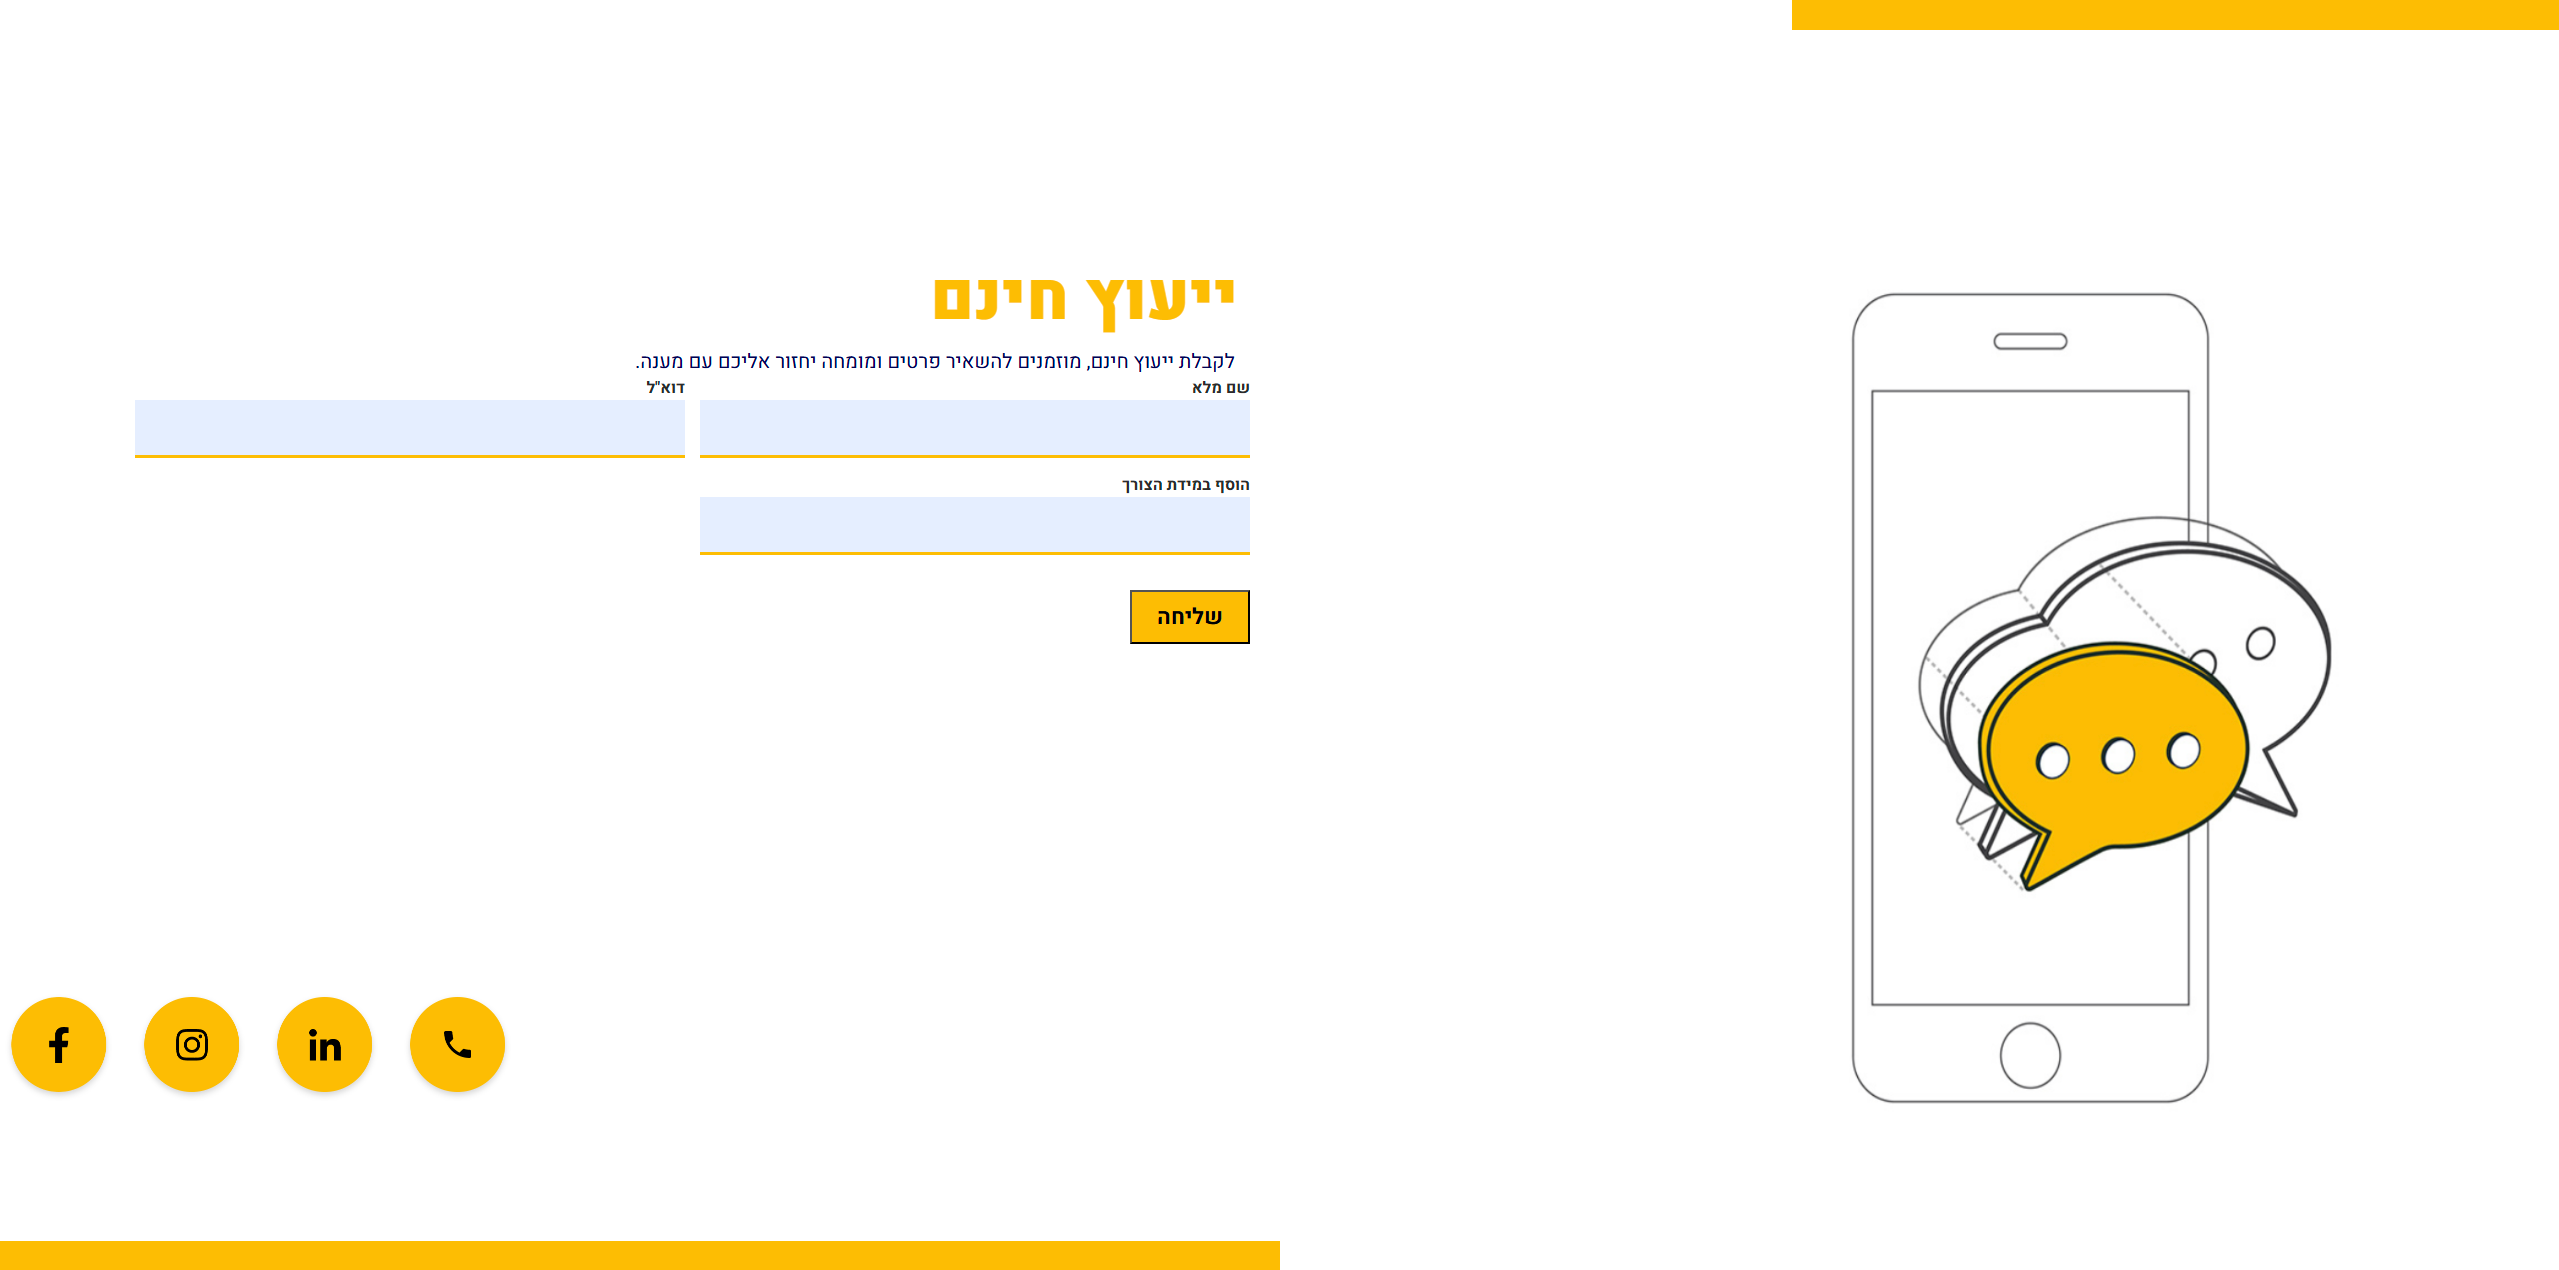 ייעוץ חינם
לקבלת ייעוץ חינם, מוזמנים להשאיר פרטים ומומחה יחזור אליכם עם מענה.
שם מלא
דוא"ל
הוסף במידת הצורך
שליחה